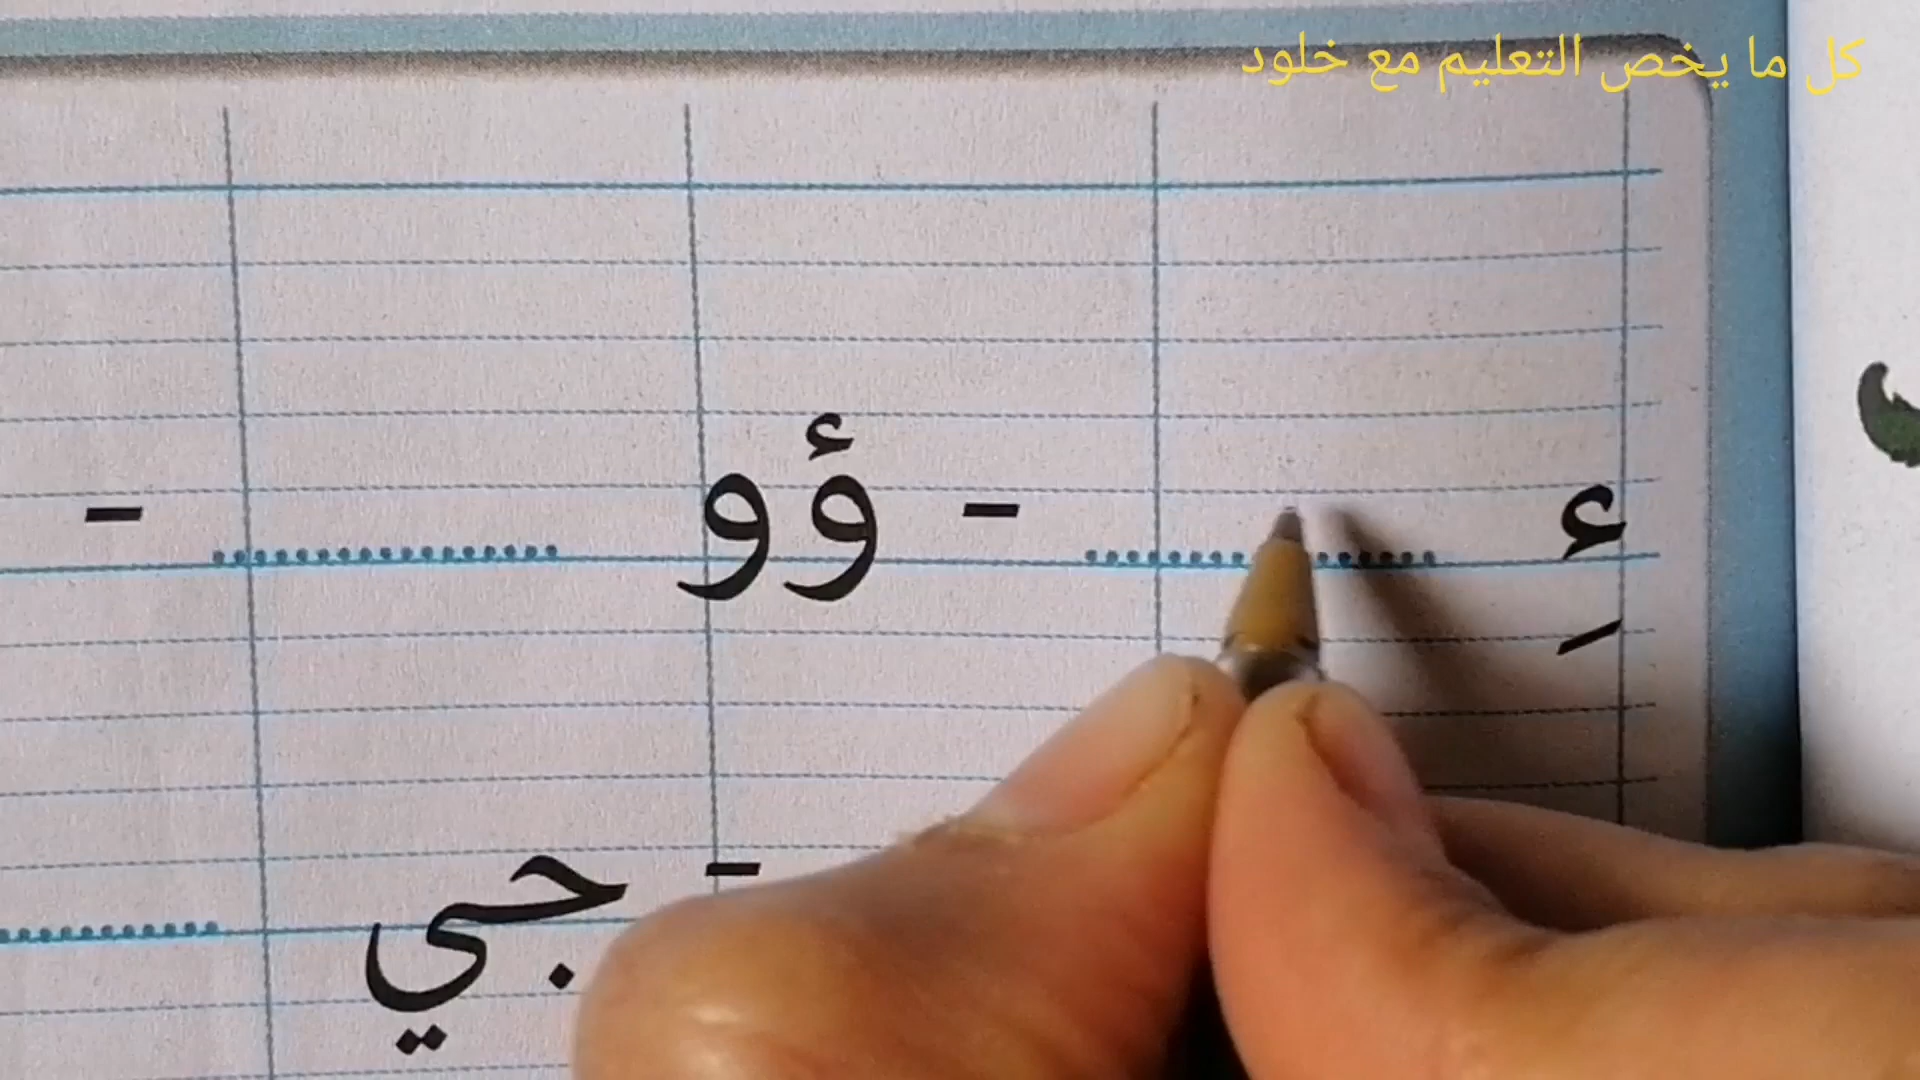 كل ما يخص التعليم مع خلود
ءِ ................. - ؤو ................. -
- جي .................